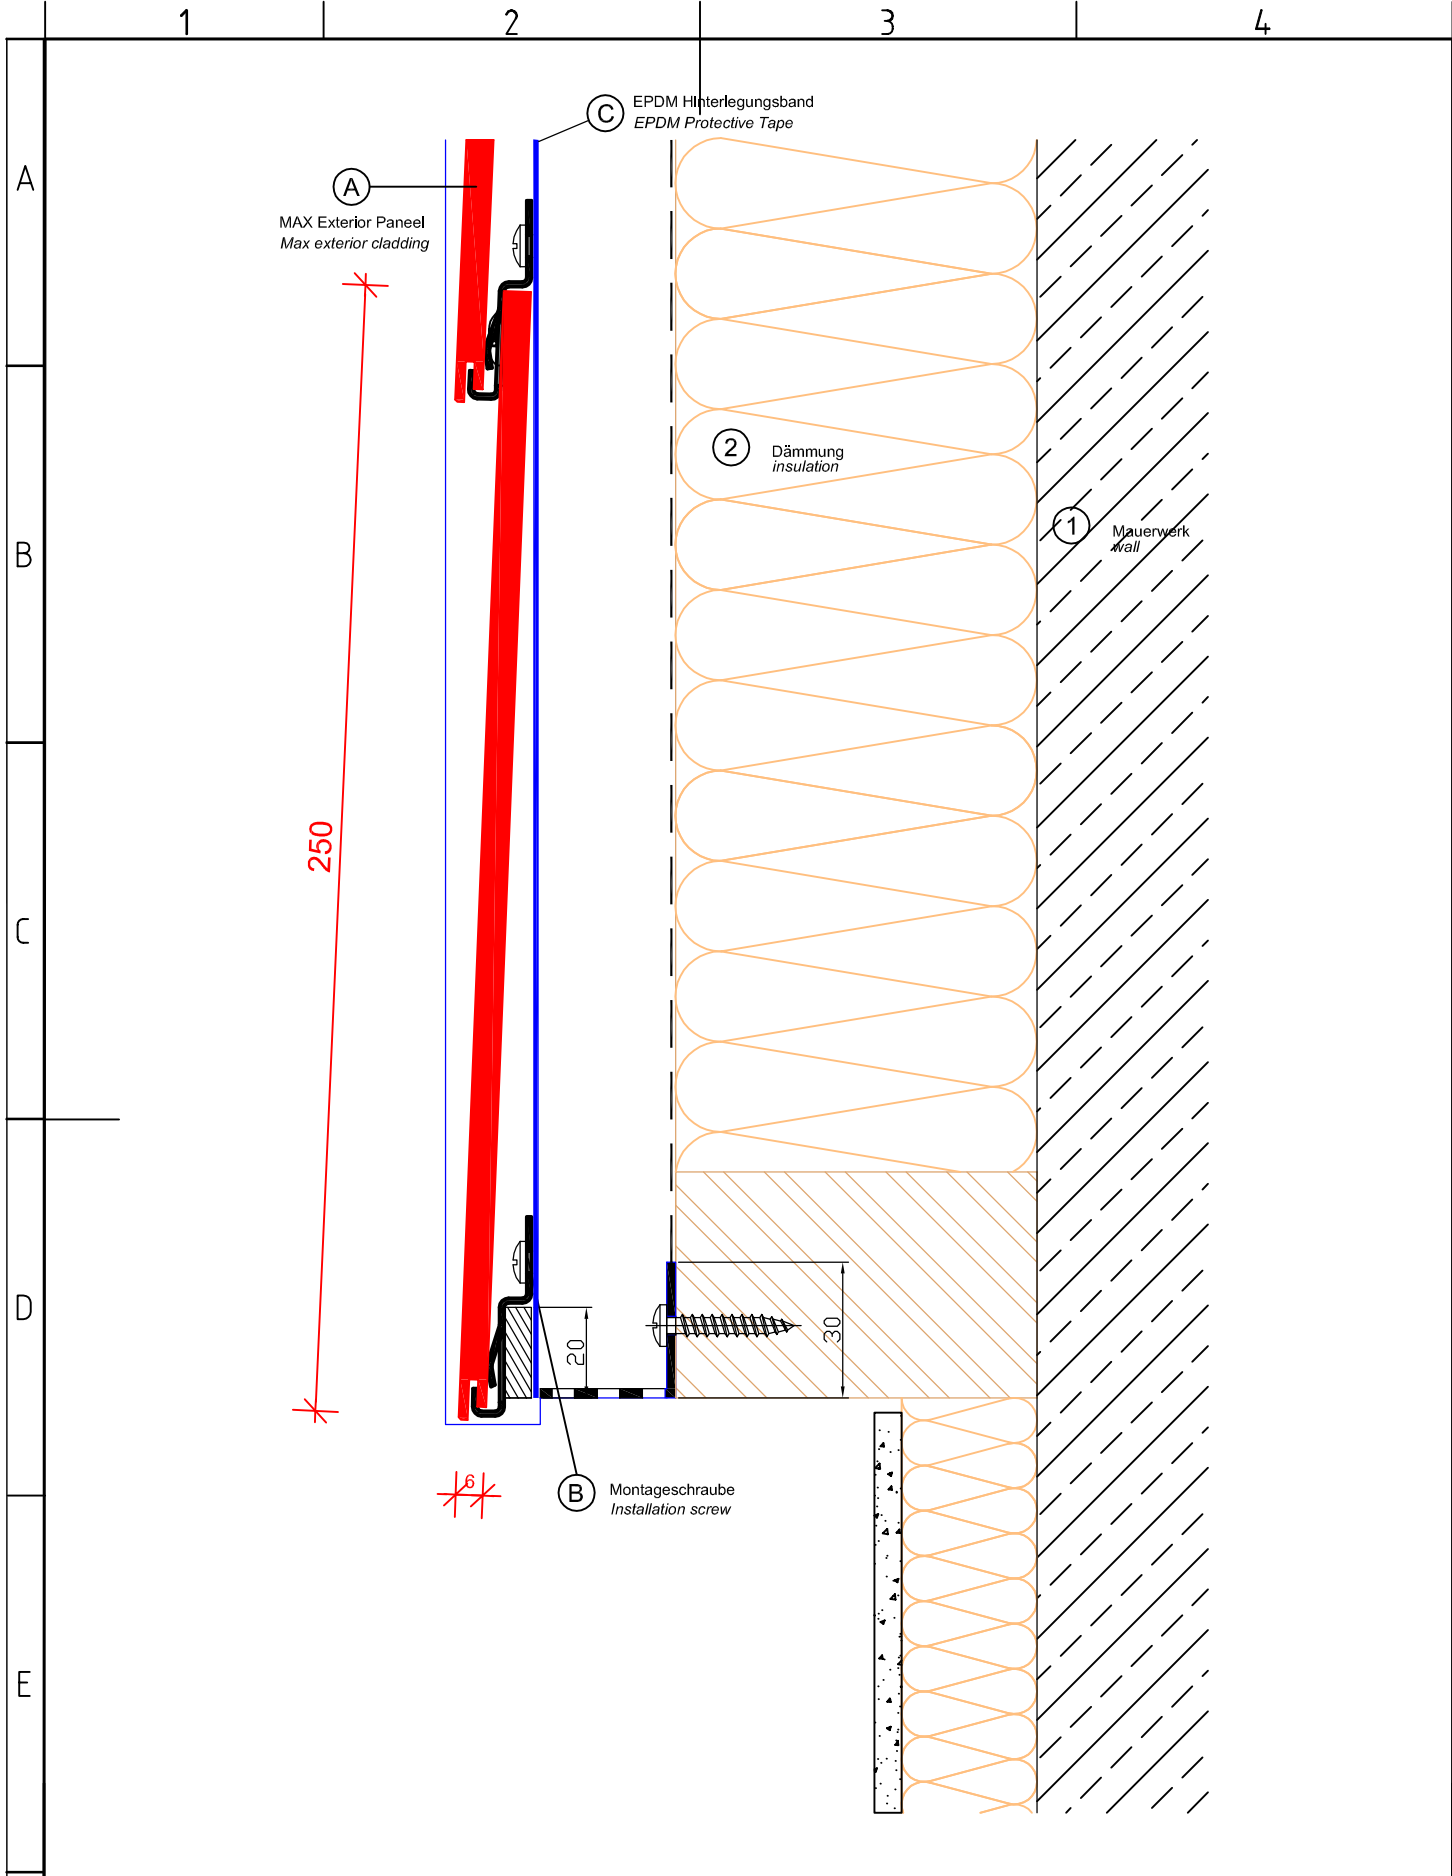 1
2
3
4
A
B
C
D
E
C
EPDM Hinterlegungsband
EPDM Protective Tape
A
MAX Exterior Paneel
Max exterior cladding
2
Dämmung
insulation
1
Mauerwerk
wall
250
20
30
6
B
Montageschraube
Installation screw